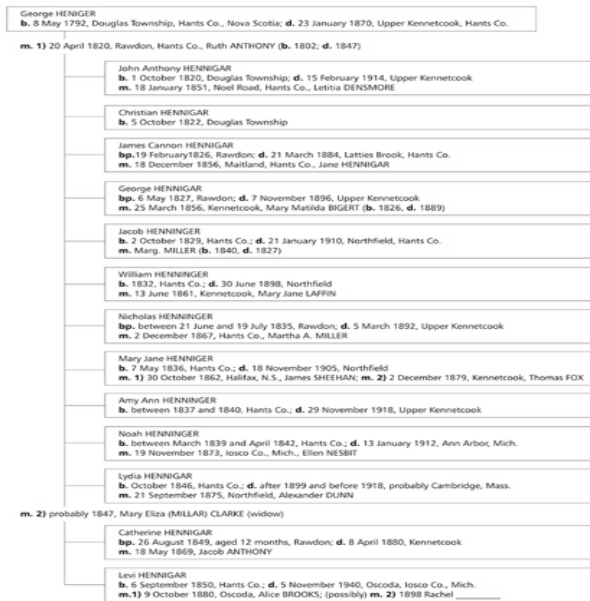 George HENIGER
b. 8 May 1792, Douglas Township, Hants Co., Nova Scotia; d. 23 January 1870, Upper Kennetcook, Hants Co.
m. 1) 20 April 1820, Rawdon, Hants Co., Ruth ANTHONY (b. 1802; d. 1847)
John Anthony HENNIGAR
b. 1 October 1820, Douglas Township; d. 15 February 1914, Upper Kennetcook
m. 18 January 1851, Noel Road, Hants Co., Letitia DENSMORE
Christian HENNIGAR
b. 5 October 1822, Douglas Township
James Cannon HENNIGAR
bp.19 February1826, Rawdon; d. 21 March 1884, Latties Brook, Hants Co.
m. 18 December 1856, Maitland, Hants Co., Jane HENNIGAR
George HENNIGAR
bp. 6 May 1827, Rawdon; d. 7 November 1896, Upper Kennetcook
m. 25 March 1856, Kennetcook, Mary Matilda BIGERT (b. 1826, d. 1889)
Jacob HENNINGER
b. 2 October 1829, Hants Co.; d. 21 January 1910, Northfield, Hants Co.
m. Marg. MILLER (b. 1840, d. 1827)
William HENNINGER
b. 1832, Hants Co.; d. 30 June 1898, Northfield
m. 13 June 1861, Kennetcook, Mary Jane LAFFIN
Nicholas HENNINGER
bp. between 21 June and 19 July 1835, Rawdon; d. 5 March 1892, Upper Kennetcook
m. 2 December 1867, Hants Co., Martha A. MILLER
Mary Jane HENNIGER
b. 7 May 1836, Hants Co.; d. 18 November 1905, Northfield
m. 1) 30 October 1862, Halifax, N.S., James SHEEHAN; m. 2) 2 December 1879, Kennetcook, Thomas FOX
Amy Ann HENNINGER
b. between 1837 and 1840, Hants Co.; d. 29 November 1918, Upper Kennetcook
Noah HENNINGER
b. between March 1839 and April 1842, Hants Co.; d. 13 January 1912, Ann Arbor, Mich.
m. 19 November 1873, Iosco Co., Mich., Ellen NESBIT
Lydia HENNIGAR
b. October 1846, Hants Co.; d. after 1899 and before 1918, probably Cambridge, Mass.
m. 21 September 1875, Northfield, Alexander DUNN
m. 2) probably 1847, Mary Eliza (MILLAR) CLARKE (widow)
Catherine HENNIGAR
bp. 26 August 1849, aged 12 months, Rawdon; d. 8 April 1880, Kennetcook
m. 18 May 1869, Jacob ANTHONY
Levi HENNIGAR
b. 6 September 1850, Hants Co.; d. 5 November 1940, Oscoda, Iosco Co., Mich.
m.1) 9 October 1880, Oscoda, Alice BROOKS; (possibly) m. 2) 1898 Rachel ________